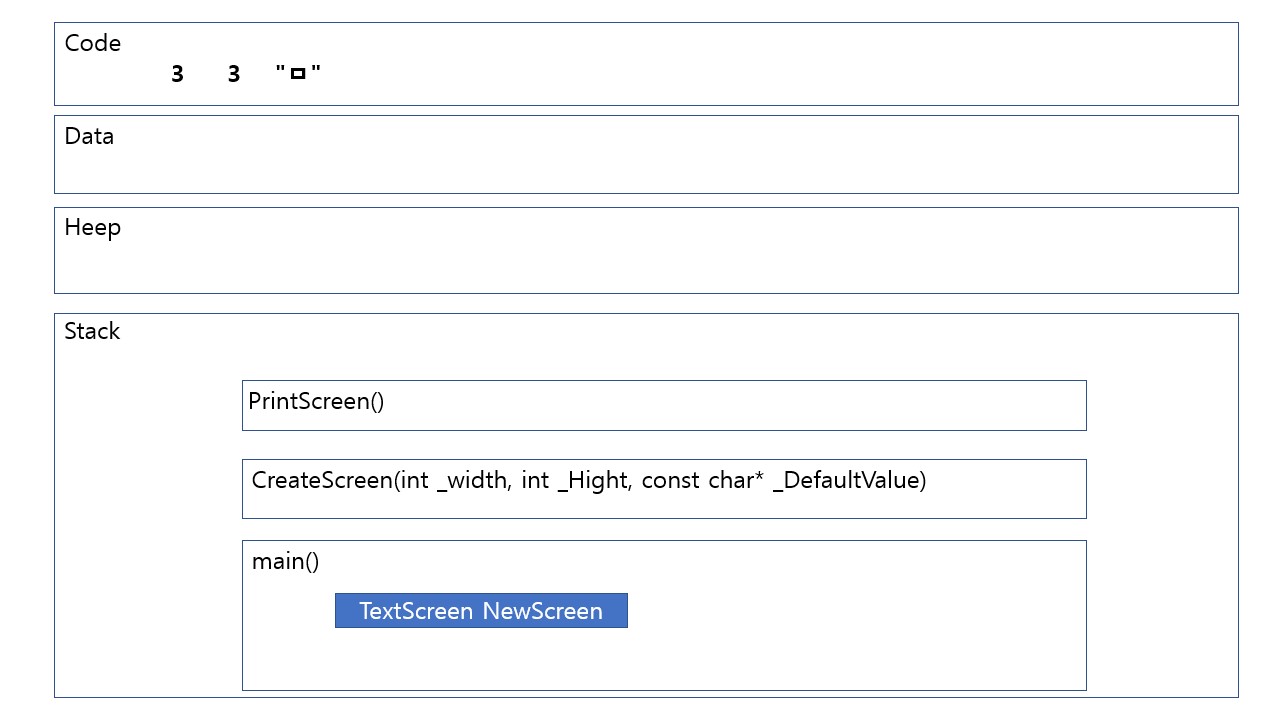 Code
3 3 "ㅁ"
Data
Heep
Stack
PrintScreen()
CreateScreen(int _width, int _Hight, const char* _DefaultValue)
main()
TextScreen NewScreen